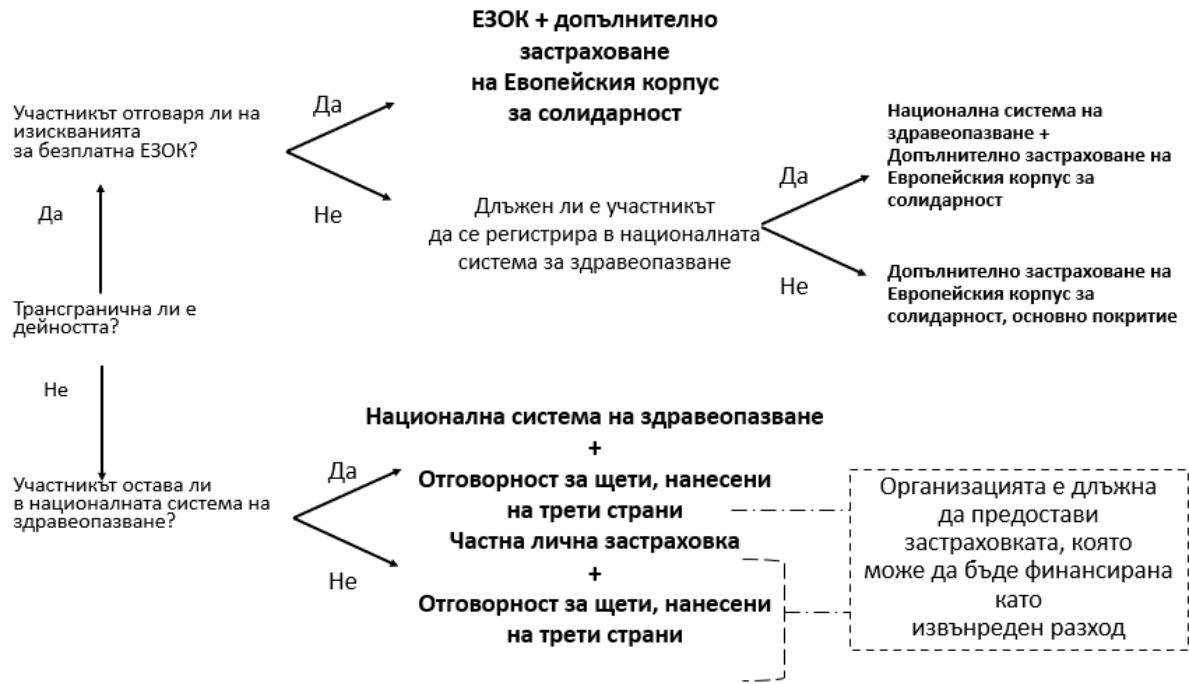 ЕЗОК + допълнително
застраховане
на Евопейския корпус
за солидарност
Участникът отговаря ли на
изискванията
за безплатна ЕЗОК?
Да
Не
Национална система на
здравеопазване +
Допълнително застраховане на
Европейския корпус за
солидарност
Длъжен ли е участникът
да се регистрира в националната
система за здравеопазване
Да
Не
Допълнително застраховане на
Европейския корпус за
солидарност, основно покритие
Да
Трансгранична ли е
дейността?
Не
Участникът остава ли
в националната система на
здравеопазване?
Да
Не
Национална система на здравеопазване
+
Отговорност за щети, нанесени
на трети страни
Частна лична застраховка
+
Отговорност за щети, нанесени
на трети страни
Организацията е длъжна
да предостави
застраховката, която
може да бъде финансирана
като
извънреден разход